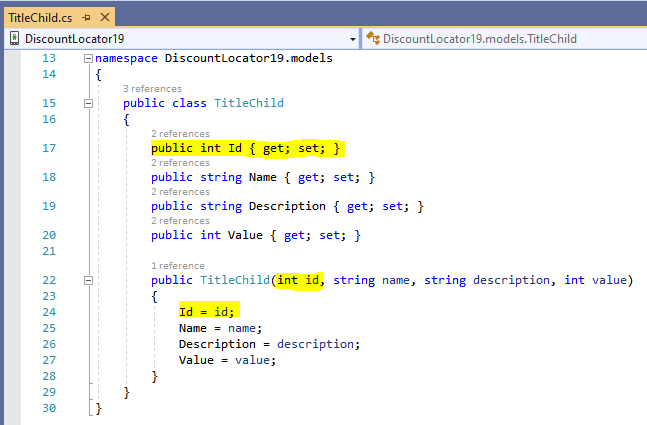 TitleChild.cs
DiscountLocator19
DiscountLocator19.models.TitleChild
13 namespace DiscountLocator19.models
14 {
3 references
15 public class TitleChild
16 {
2 references
17 public int Id { get; set; }
2 references
18 public string Name { get; set; }
2 references
19 public string Description { get; set; }
2 references
20 public int Value { get; set; }
21
1 reference
22 public TitleChild(int id, string name, string description, int value)
23 {
24 Id = id;
25 Name = name;
26 Description = description;
27 Value = value;
28 }
29 }
30 }